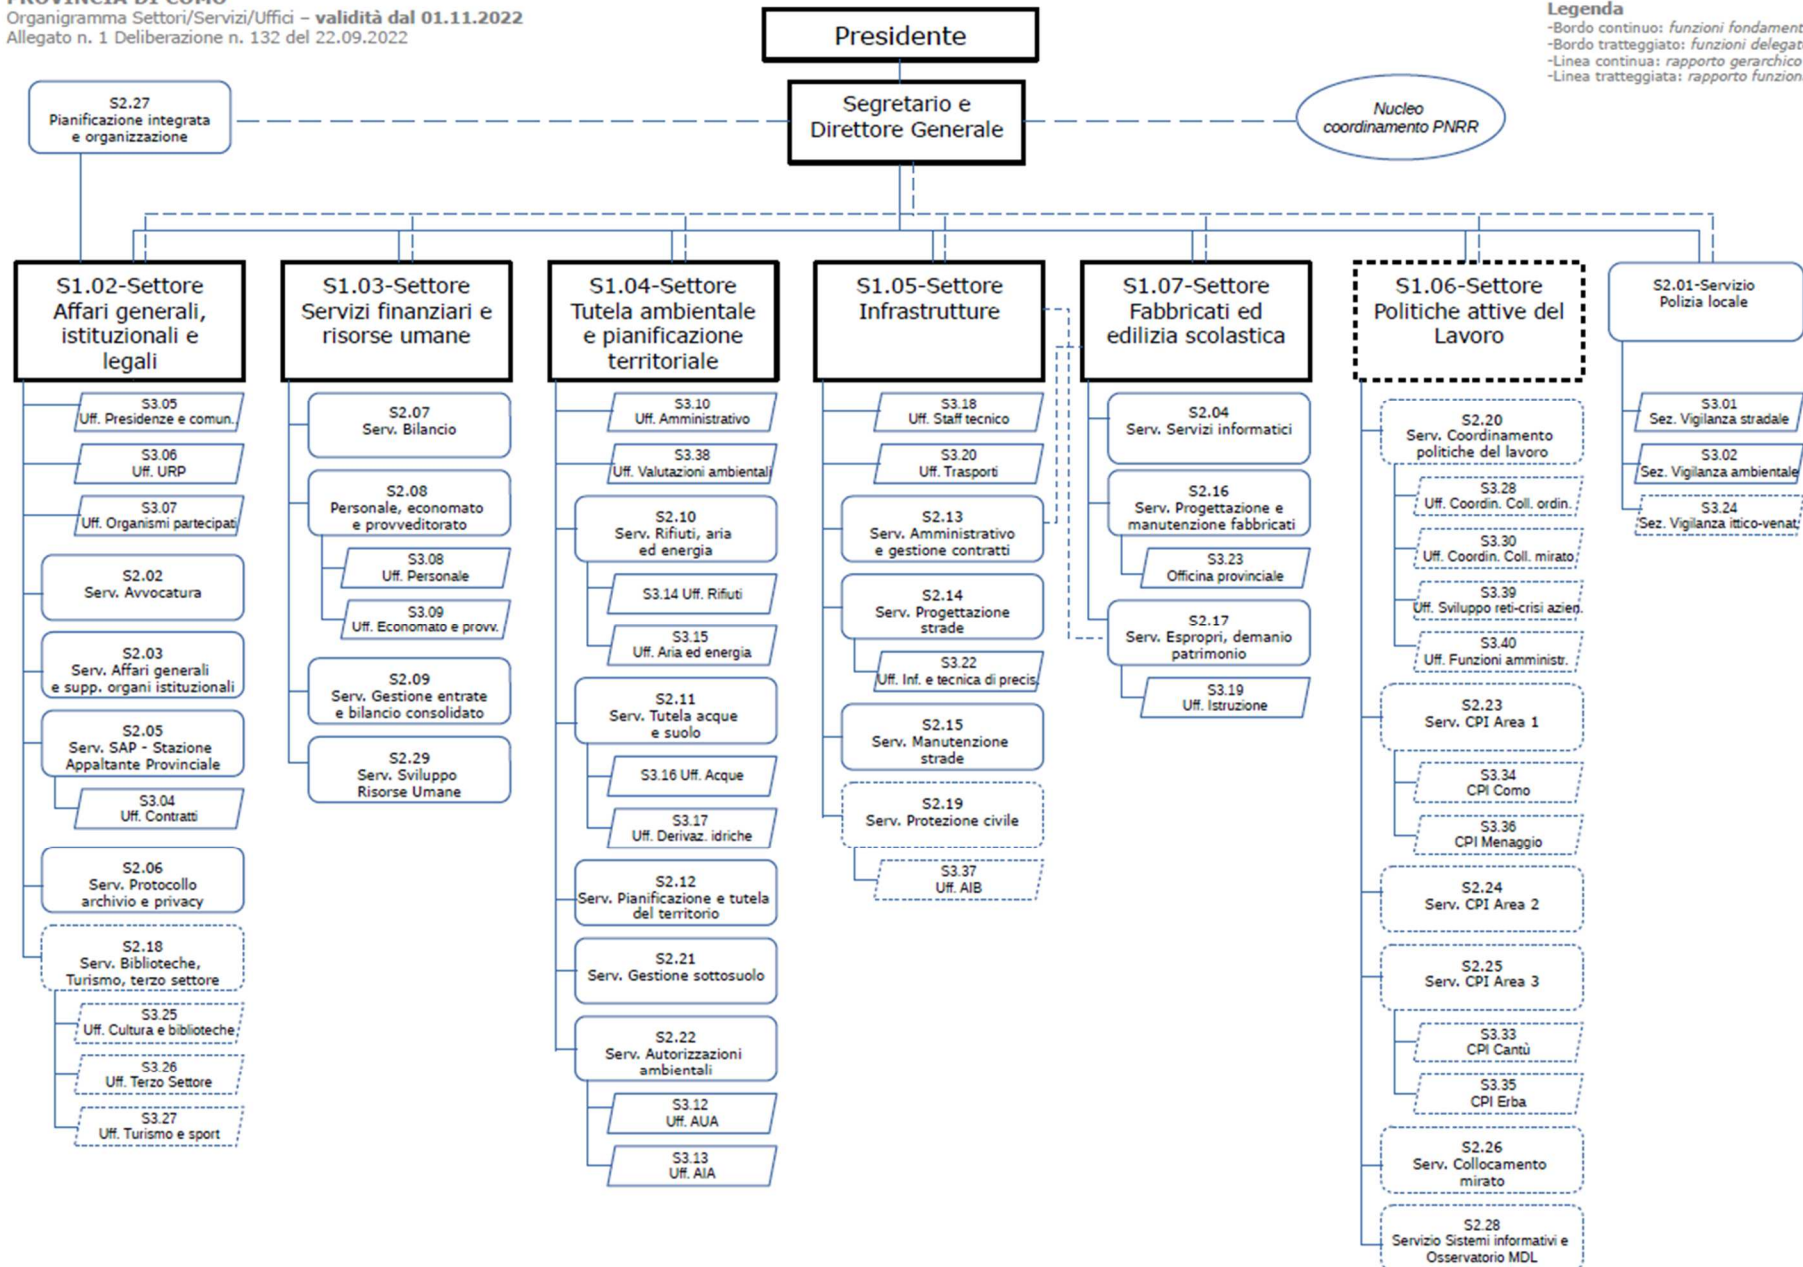 PROVINCIA DI COMO
Organigramma Settori/Servizi/Uffici – validità dal 01.11.2022
Allegato n. 1 Deliberazione n. 132 del 22.09.2022
Legenda
-Bordo continuo: funzioni fondament
-Bordo tratteggiato: funzioni delegat
-Linea continua: rapporto gerarchico
-Linea tratteggiata: rapporto funzion
Presidente
Segretario e
Direttore Generale
S2.27
Pianificazione integrata
e organizzazione
Nucleo
coordinamento PNRR
S1.02-Settore
Affari generali,
istituzionali e
legali
S3.05
Uff. Presidenze e comun..
S3.06
Uff. URP
S3.07
Uff. Organismi partecipati
S2.02
Serv. Avvocatura
S2.03
Serv. Affari generali
e supp. organi istituzionali
S2.05
Serv. SAP - Stazione
Appaltante Provinciale
S3.04
Uff. Contratti
S2.06
Serv. Protocollo
archivio e privacy
S2.18
Serv. Biblioteche,
Turismo, terzo settore
S3.25
Uff. Cultura e biblioteche
S3.26
Uff. Terzo Settore
S3.27
Uff. Turismo e sport
S1.03-Settore
Servizi finanziari e
risorse umane
S2.07
Serv. Bilancio
S2.08
Personale, economato
e provveditorato
S3.08
Uff. Personale
S3.09
Uff. Economato e provv.
S2.09
Serv. Gestione entrate
e bilancio consolidato
S2.29
Serv. Sviluppo
Risorse Umane
S1.04-Settore
Tutela ambientale
e pianificazione
territoriale
S3.10
Uff. Amministrativo
S3.38
Uff. Valutazioni ambientali
S2.10
Serv. Rifiuti, aria
ed energia
S3.14 Uff. Rifiuti
S3.15
Uff. Aria ed energia
S2.11
Serv. Tutela acque
e suolo
S3.16 Uff. Acque
S3.17
Uff. Derivaz. idriche
S2.12
Serv. Pianificazione e tutela
del territorio
S2.21
Serv. Gestione sottosuolo
S2.22
Serv. Autorizzazioni
ambientali
S3.12
Uff. AUA
S3.13
Uff. AIA
S1.05-Settore
Infrastrutture
S3.18
Uff. Staff tecnico
S3.20
Uff. Trasporti
S2.13
Serv. Amministrativo
e gestione contratti
S2.14
Serv. Progettazione
strade
S3.22
Uff. Inf. e tecnica di precis.
S2.15
Serv. Manutenzione
strade
S2.19
Serv. Protezione civile
S3.37
Uff. AIB
S1.07-Settore
Fabbricati ed
edilizia scolastica
S2.04
Serv. Servizi informatici
S2.16
Serv. Progettazione e
manutenzione fabbricati
S3.23
Officina provinciale
S2.17
Serv. Espropri, demanio
patrimonio
S3.19
Uff. Istruzione
S1.06-Settore
Politiche attive del
Lavoro
S2.20
Serv. Coordinamento
politiche del lavoro
S3.28
Uff. Coordin. Coll. ordin.
S3.30
Uff. Coordin. Coll. mirato
S3.39
Uff. Sviluppo reti-crisi azien.
S3.40
Uff. Funzioni amministr.
S2.23
Serv. CPI Area 1
S3.34
CPI Como
S3.36
CPI Menaggio
S2.24
Serv. CPI Area 2
S2.25
Serv. CPI Area 3
S3.33
CPI Cantù
S3.35
CPI Erba
S2.26
Serv. Collocamento
mirato
S2.28
Servizio Sistemi informativi e
Osservatorio MDL
S2.01-Servizio
Polizia locale
S3.01
Sez. Vigilanza stradale
S3.02
Sez. Vigilanza ambientale
S3.24
Sez. Vigilanza ittico-venat.